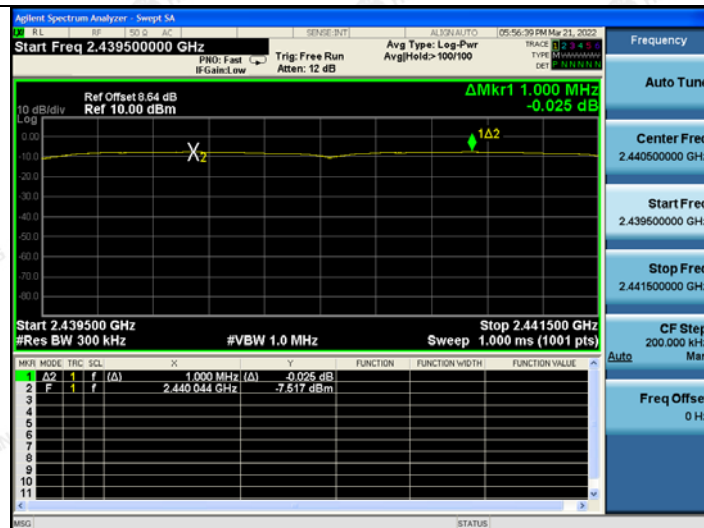 Agilent Spectrum Analyzer - Swept SA
RL RF 50 Ω AC SENSE:INT ALIGN AUTO 05:56:39 PM Mar 21, 2022
Start Freq 2.439500000 GHz
PNO: Fast
IFGain:Low
Trig: Free Run
Atten: 12 dB
Avg Type: Log-Pwr
Avg|Hold:> 100/100
TRACE 1 2 3 4 5 6
TYPE MWWWWW
DET P N N N N N
Ref Offset 8.64 dB
Ref 10.00 dBm
ΔMkr1 1.000 MHz
-0.025 dB
10 dB/div
Log
0.00
-10.0
-20.0
-30.0
-40.0
-50.0
-60.0
-70.0
-80.0
X2
1Δ2
Start 2.439500 GHz
Stop 2.441500 GHz
#Res BW 300 kHz
#VBW 1.0 MHz
Sweep 1.000 ms (1001 pts)
MKR MODE TRC SCL X Y FUNCTION FUNCTION WIDTH FUNCTION VALUE
1 Δ2 1 f (Δ) 1.000 MHz (Δ) -0.025 dB
2 F 1 f 2.440 044 GHz -7.517 dBm
3
4
5
6
7
8
9
10
11
MSG
STATUS
Frequency
Auto Tune
Center Freq
2.440500000 GHz
Start Freq
2.439500000 GHz
Stop Freq
2.441500000 GHz
CF Step
200.000 kHz
Auto Man
Freq Offset
0 Hz